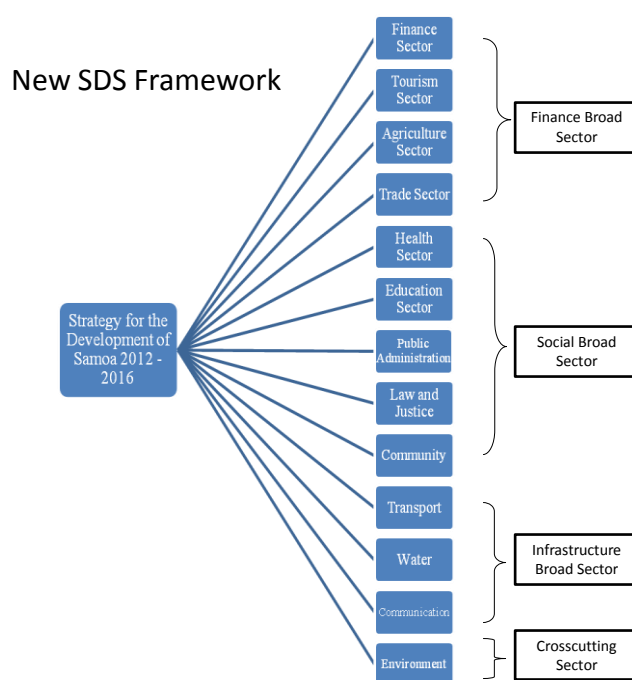 New SDS Framework
Strategy for the
Development of
Samoa 2012 -
2016
Finance
Sector
Tourism
Sector
Agriculture
Sector
Trade Sector
Health
Sector
Education
Sector
Public
Administration
Law and
Justice
Community
Transport
Water
Communication
Environment
Finance Broad
Sector
Social Broad
Sector
Infrastructure
Broad Sector
Crosscutting
Sector